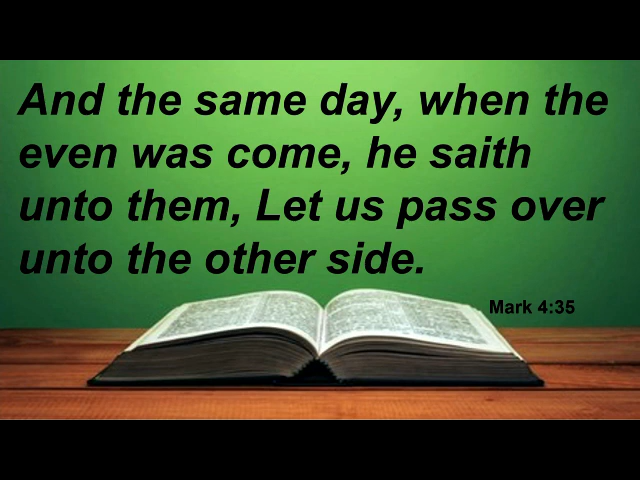 And the same day, when the
even was come, he saith
unto them, Let us pass over
unto the other side.
Mark 4:35